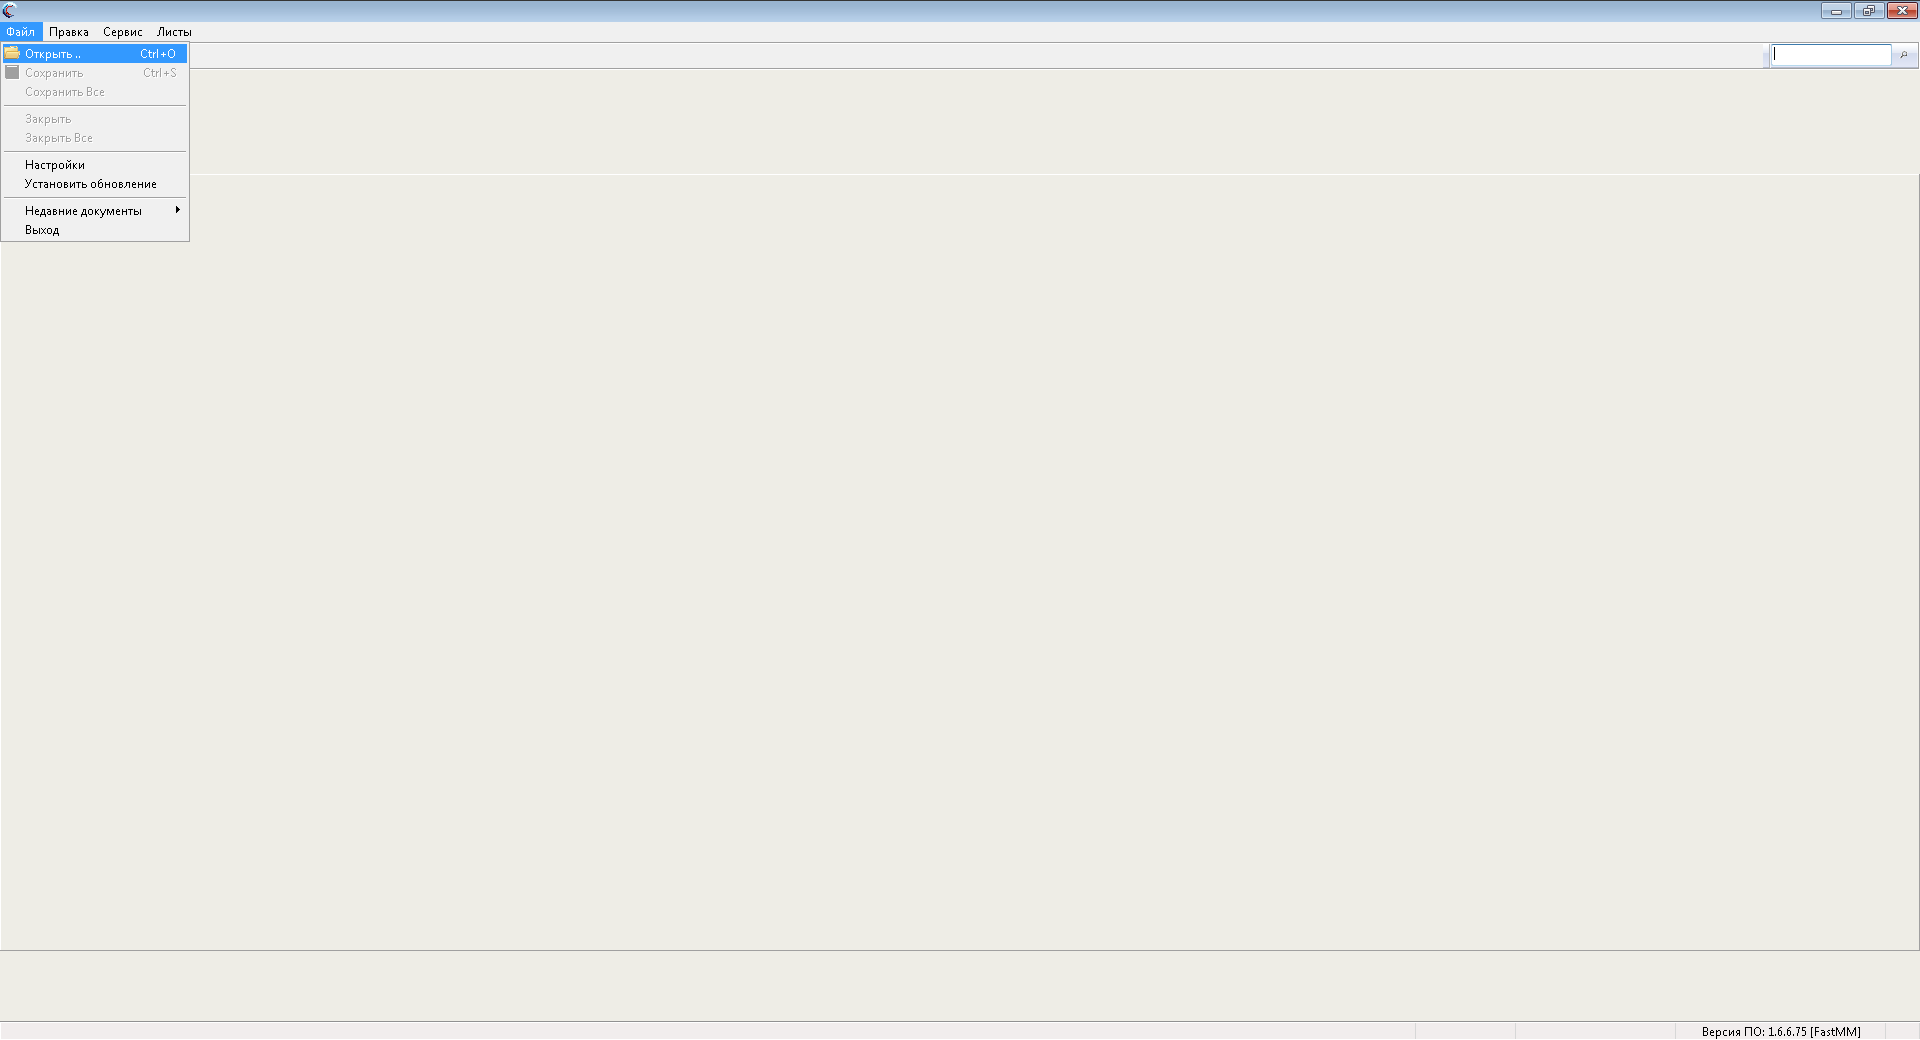 Файл Правка Сервис Листы
Открыть .. Ctrl+O
Сохранить Ctrl+S
Сохранить Все
Закрыть
Закрыть Все
Настройки
Установить обновление
Недавние документы
Выход
Версия ПО: 1.6.6.75 [FastMM]